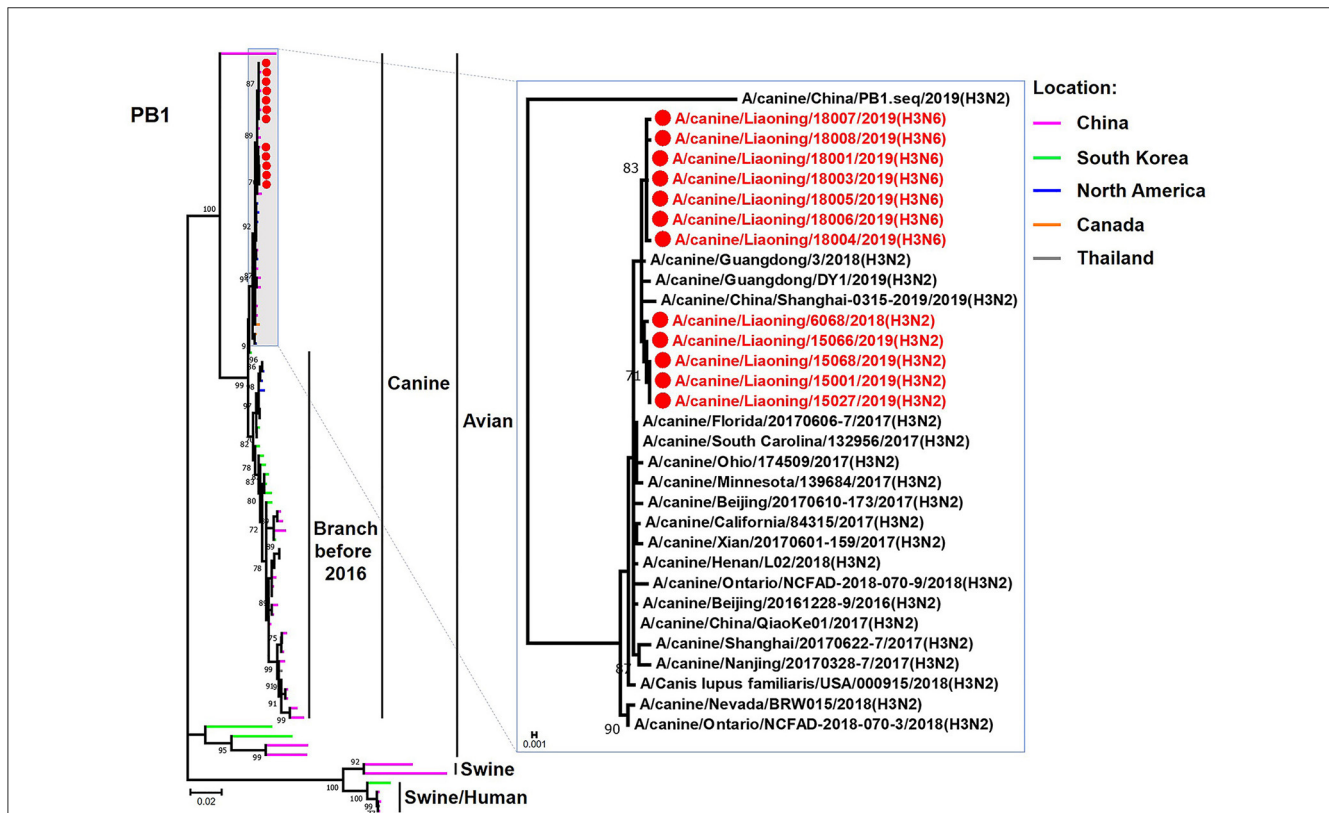 PB1
87
89
92
100
99
82
78
83
80
72
89
78
89
75
99
91
91
99
95
99
92
100
100
99
0.02
Branch
before
2016
Canine
Avian
Swine
Swine/Human
A/canine/China/PB1.seq/2019(H3N2)
A/canine/Liaoning/18007/2019(H3N6)
A/canine/Liaoning/18008/2019(H3N6)
A/canine/Liaoning/18001/2019(H3N6)
83
A/canine/Liaoning/18003/2019(H3N6)
A/canine/Liaoning/18005/2019(H3N6)
A/canine/Liaoning/18006/2019(H3N6)
A/canine/Liaoning/18004/2019(H3N6)
A/canine/Guangdong/3/2018(H3N2)
A/canine/Guangdong/DY1/2019(H3N2)
A/canine/China/Shanghai-0315-2019/2019(H3N2)
A/canine/Liaoning/6068/2018(H3N2)
A/canine/Liaoning/15066/2019(H3N2)
A/canine/Liaoning/15068/2019(H3N2)
71
A/canine/Liaoning/15001/2019(H3N2)
A/canine/Liaoning/15027/2019(H3N2)
A/canine/Florida/20170606-7/2017(H3N2)
A/canine/South Carolina/132956/2017(H3N2)
A/canine/Ohio/174509/2017(H3N2)
A/canine/Minnesota/139684/2017(H3N2)
A/canine/Beijing/20170610-173/2017(H3N2)
A/canine/California/84315/2017(H3N2)
A/canine/Xian/20170601-159/2017(H3N2)
A/canine/Henan/L02/2018(H3N2)
A/canine/Ontario/NCFAD-2018-070-9/2018(H3N2)
A/canine/Beijing/20161228-9/2016(H3N2)
A/canine/China/QiaoKe01/2017(H3N2)
A/canine/Shanghai/20170622-7/2017(H3N2)
87
A/canine/Nanjing/20170328-7/2017(H3N2)
A/Canis lupus familiaris/USA/000915/2018(H3N2)
A/canine/Nevada/BRW015/2018(H3N2)
90
A/canine/Ontario/NCFAD-2018-070-3/2018(H3N2)
0.001
Location:
China
South Korea
North America
Canada
Thailand